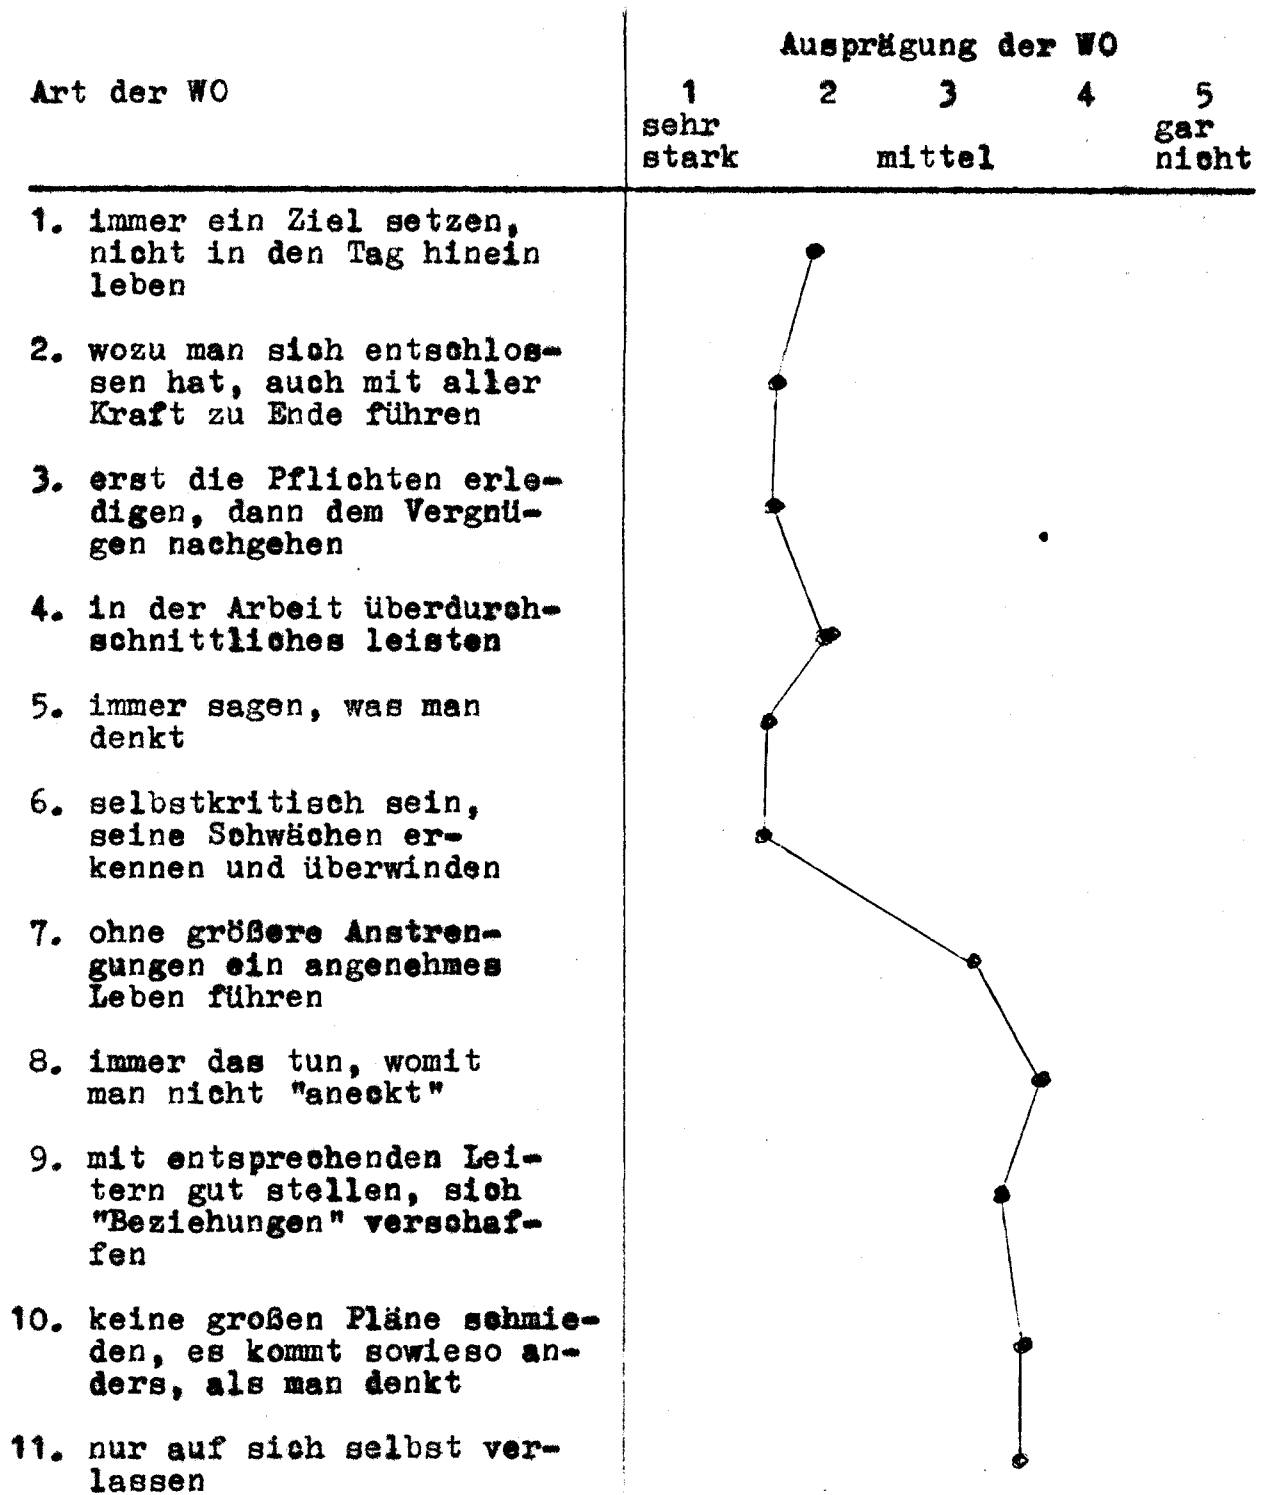 Ausprägung der WO
Art der WO 1 2 3 4 5
sehr gar
stark mittel nicht
1. immer ein Ziel setzen,
nicht in den Tag hinein
leben
2. wozu man sich entschlos-
sen hat, auch mit aller
Kraft zu Ende führen
3. erst die Pflichten erle-
digen, dann dem Vergnü-
gen nachgehen
4. in der Arbeit überdurch-
schnittliches leisten
5. immer sagen, was man
denkt
6. selbstkritisch sein,
seine Schwächen er-
kennen und überwinden
7. ohne größere Anstren-
gungen ein angenehmes
Leben führen
8. immer das tun, womit
man nicht "aneckt"
9. mit entsprechenden Lei-
tern gut stellen, sich
"Beziehungen" verschaf-
fen
10. keine großen Pläne schmie-
den, es kommt sowieso an-
ders, als man denkt
11. nur auf sich selbst ver-
lassen